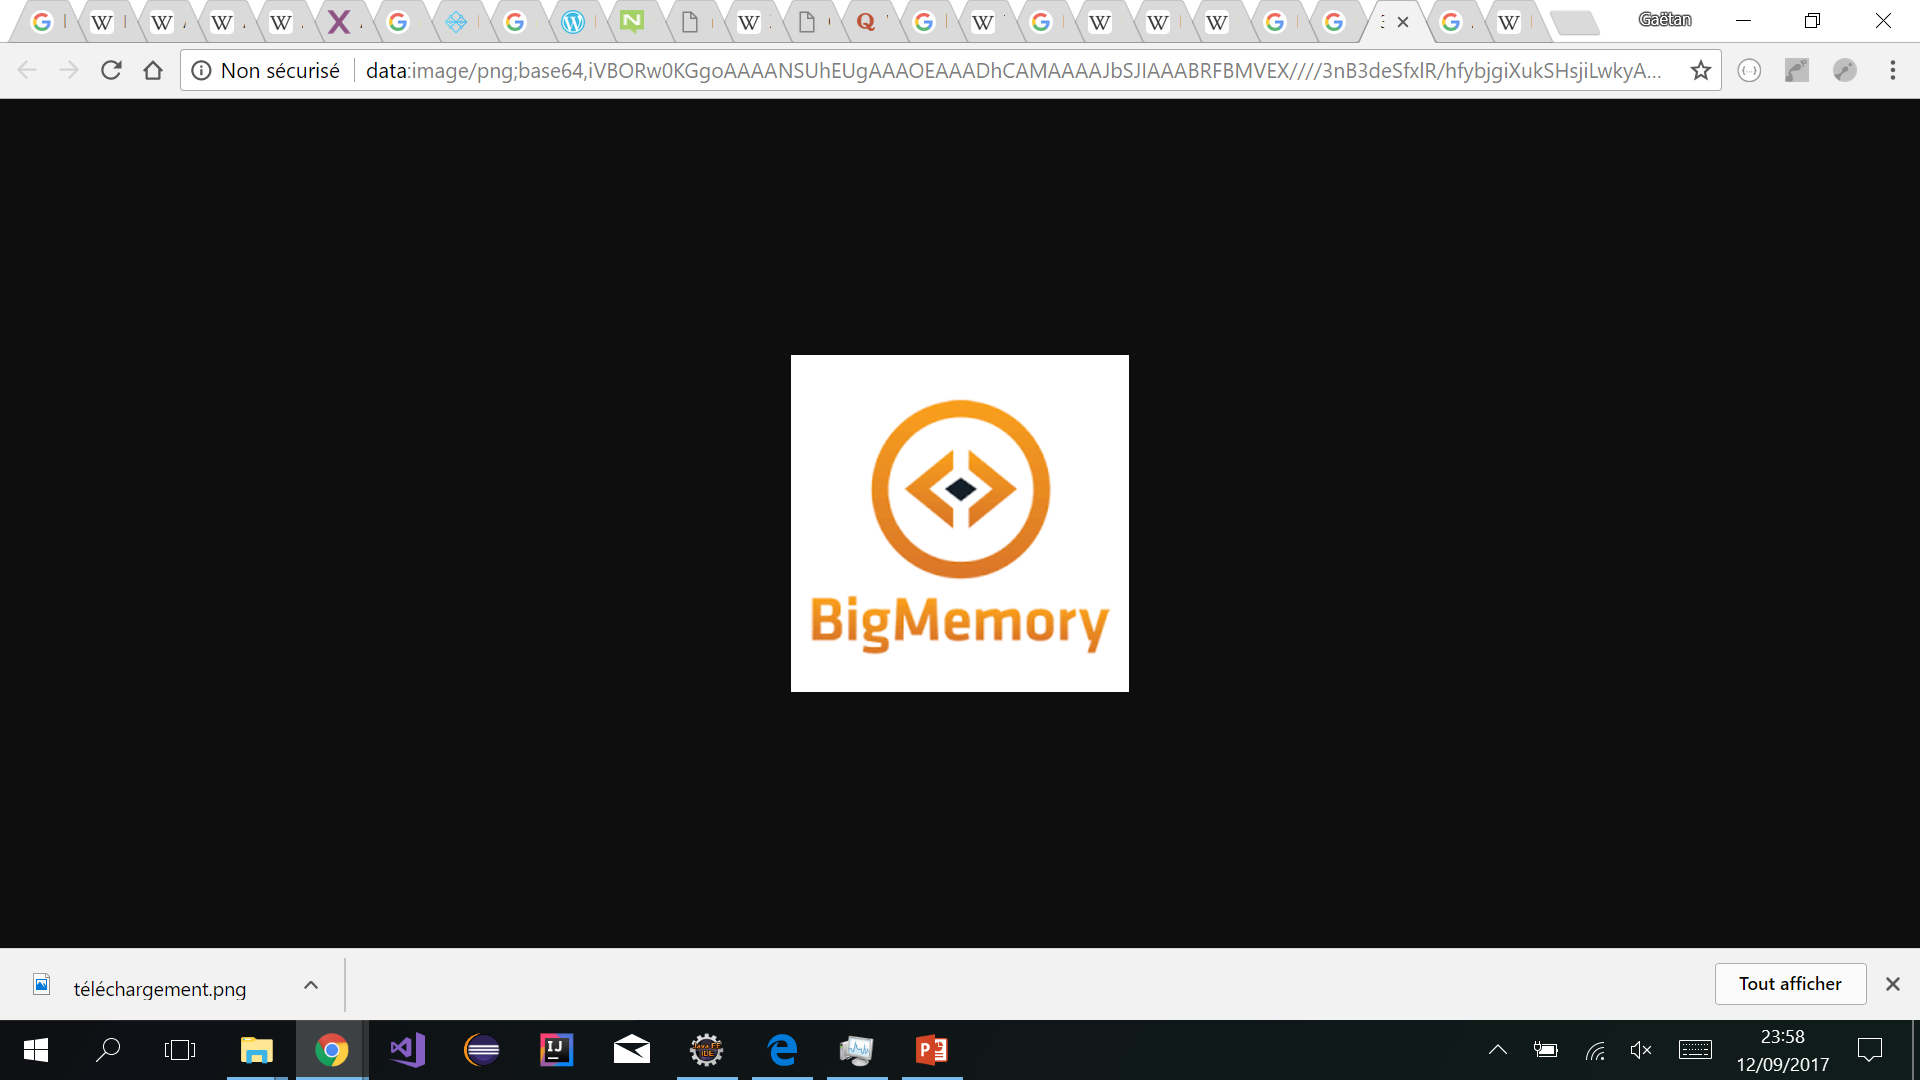 Gaëtan
Non sécurisé
data:image/png;base64,iVBORw0KGgoAAAANSUhEUgAAAOEAAADhCAMAAAAJbSJIAAABRFBMVEX////3nB3deSfxlR/hfybjgiXukSHsjiLwkyA...
BigMemory
téléchargement.png
Tout afficher
23:58
12/09/2017